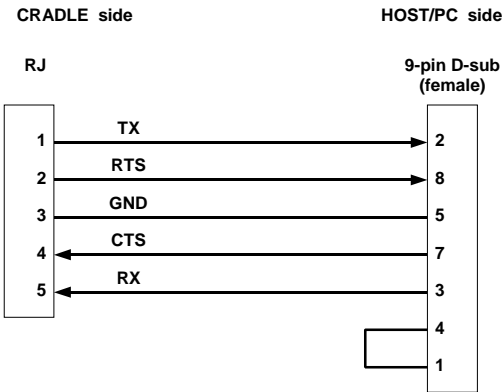 CRADLE side HOST/PC side
RJ 9-pin D-sub
(female)
1 TX 2
2 RTS 8
3 GND 5
4 CTS 7
5 RX 3
4
1